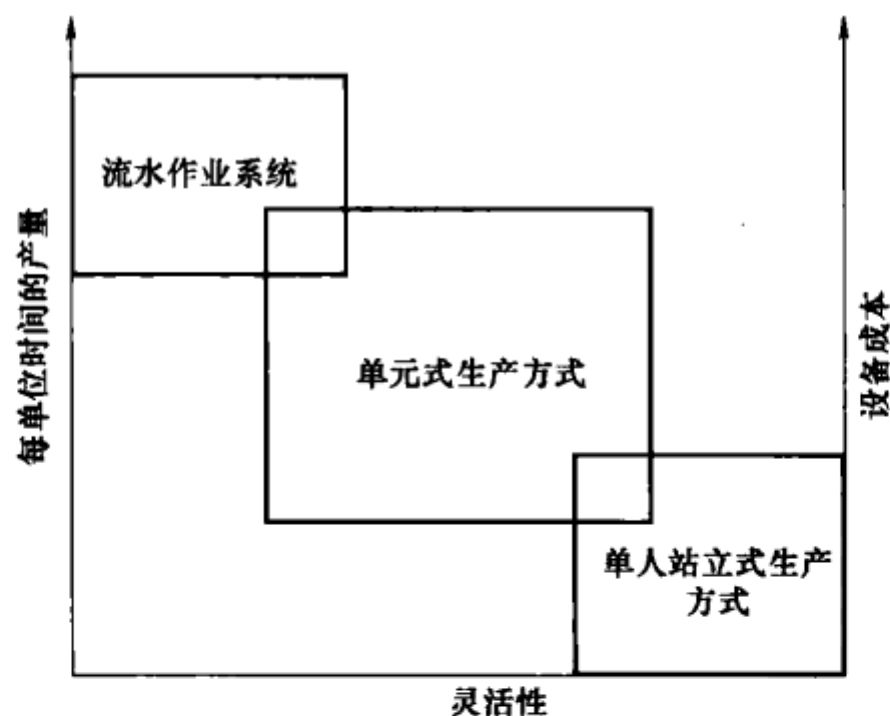 流水作业系统
每单位时间的产量
单元式生产方式
设备成本
单人站立式生产
方式
灵活性